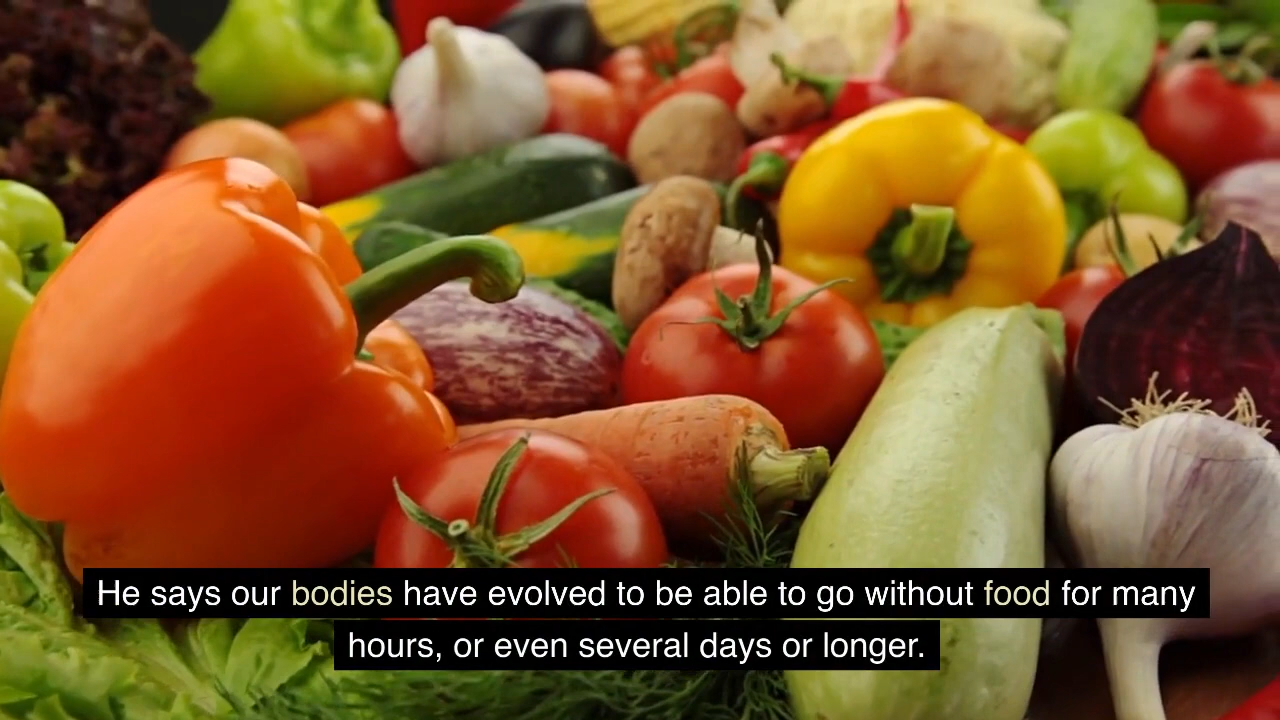 He says our bodies have evolved to be able to go without food for many
hours, or even several days or longer.